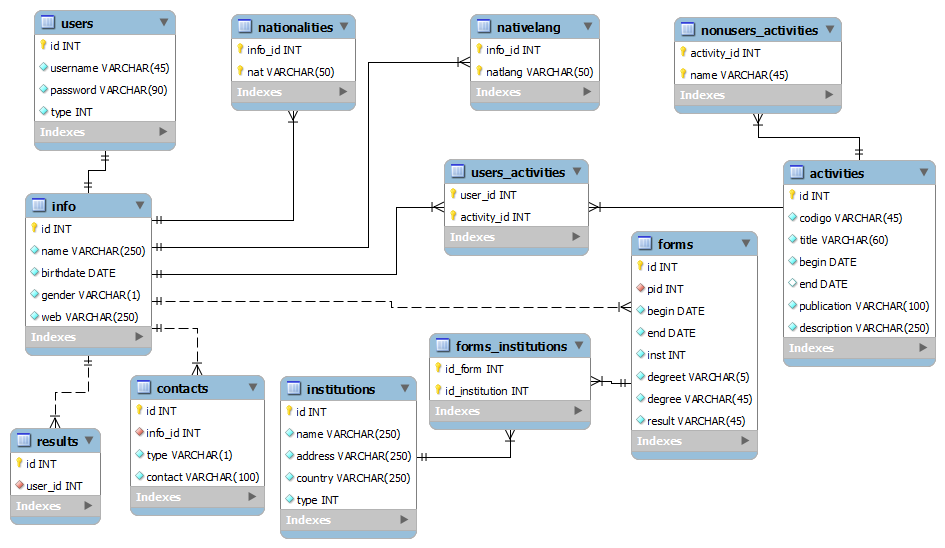 users
id INT
username VARCHAR(45)
password VARCHAR(90)
type INT
Indexes
nationalities
info_id INT
nat VARCHAR(50)
Indexes
nativelang
info_id INT
natlang VARCHAR(50)
Indexes
nonusers_activities
activity_id INT
name VARCHAR(45)
Indexes
info
id INT
name VARCHAR(250)
birthdate DATE
gender VARCHAR(1)
web VARCHAR(250)
Indexes
users_activities
user_id INT
activity_id INT
Indexes
activities
id INT
codigo VARCHAR(45)
title VARCHAR(60)
begin DATE
end DATE
publication VARCHAR(100)
description VARCHAR(250)
Indexes
forms
id INT
pid INT
begin DATE
end DATE
inst INT
degreet VARCHAR(5)
degree VARCHAR(45)
result VARCHAR(45)
Indexes
forms_institutions
id_form INT
id_institution INT
Indexes
contacts
id INT
info_id INT
type VARCHAR(1)
contact VARCHAR(100)
Indexes
institutions
id INT
name VARCHAR(250)
address VARCHAR(250)
country VARCHAR(250)
type INT
Indexes
results
id INT
user_id INT
Indexes